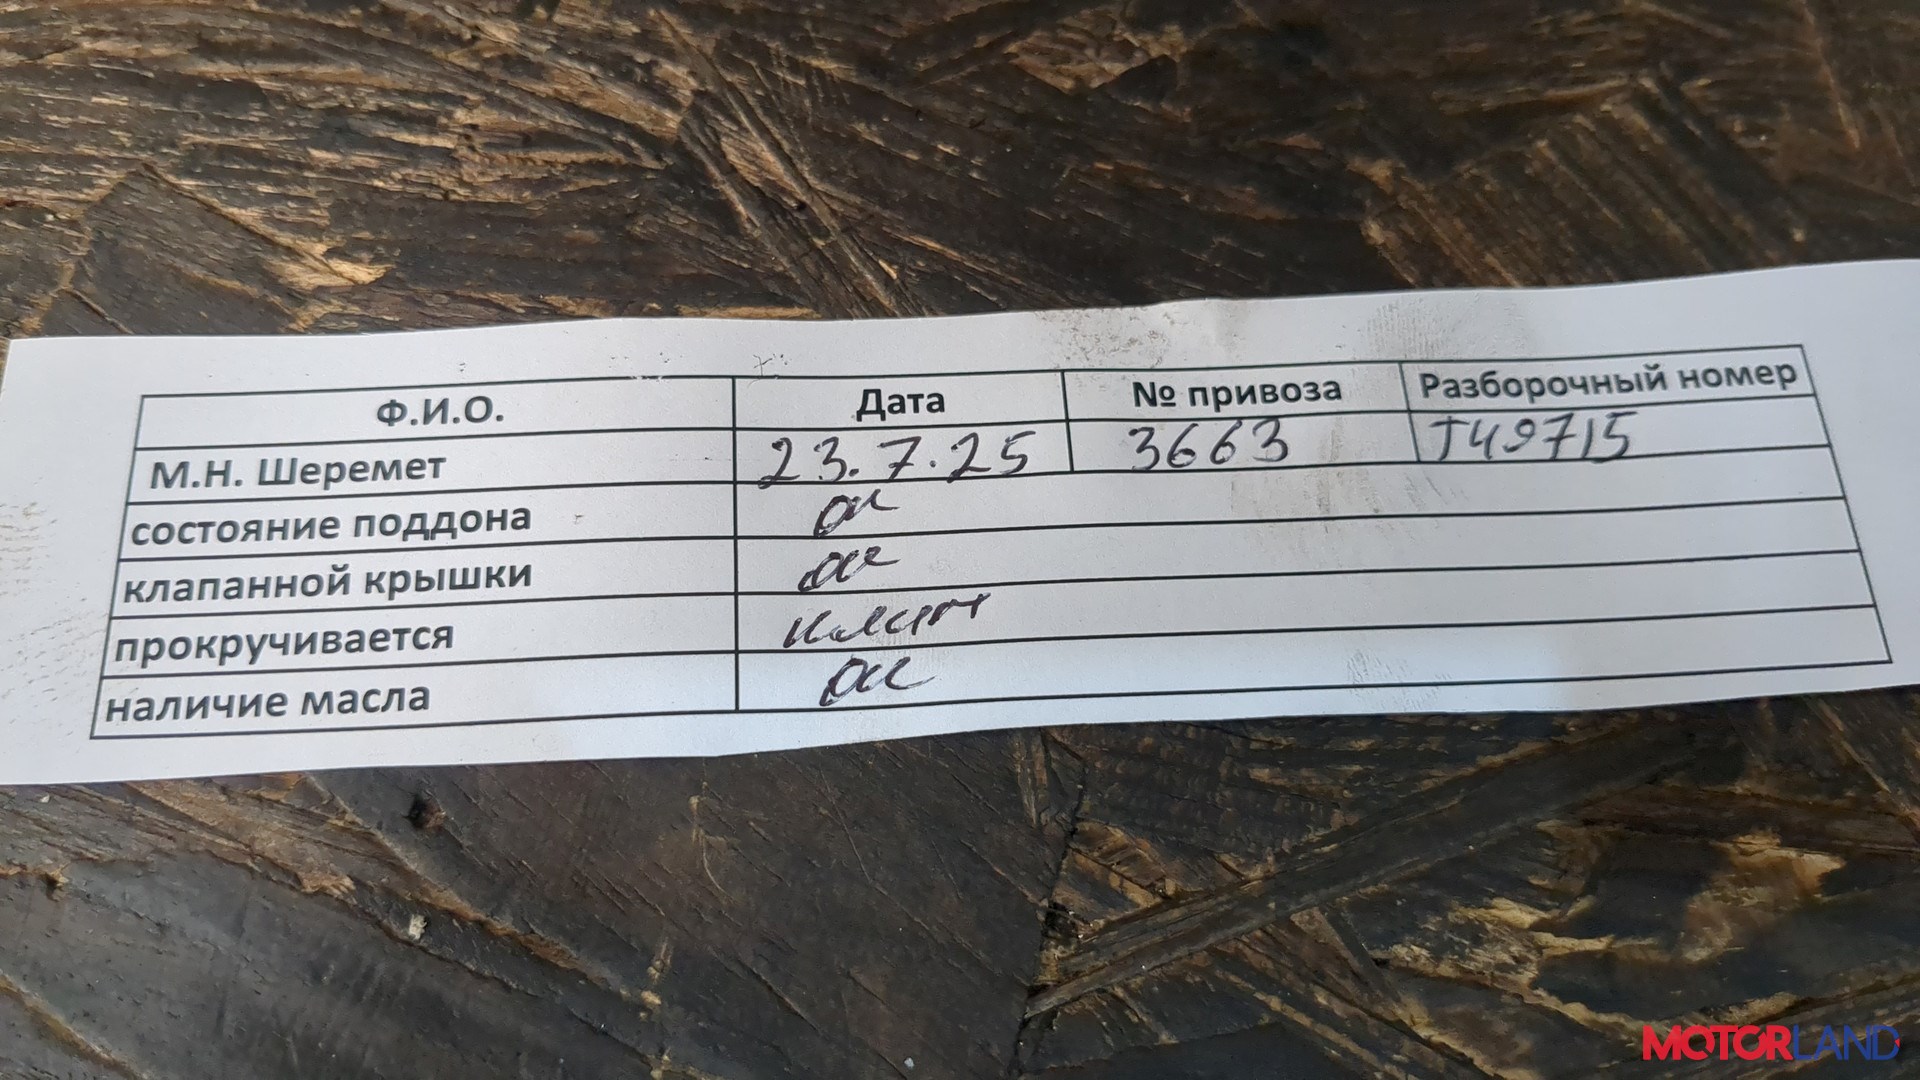 Ф.И.О. Дата № привоза Разборочный номер
М.Н. Шеремет 23.7.25 3663 T49715
состояние поддона ок
клапанной крышки ок
прокручивается клин
наличие масла ок
MOTORLAND